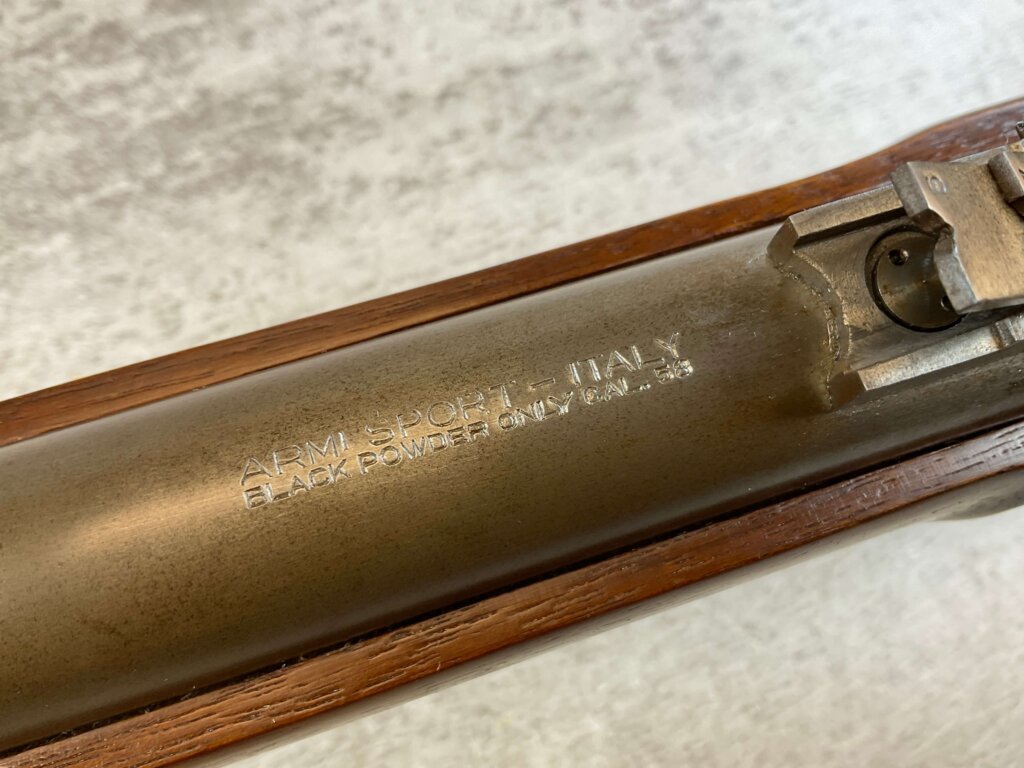 ARMI SPORT - ITALY
BLACK POWDER ONLY CAL. 58